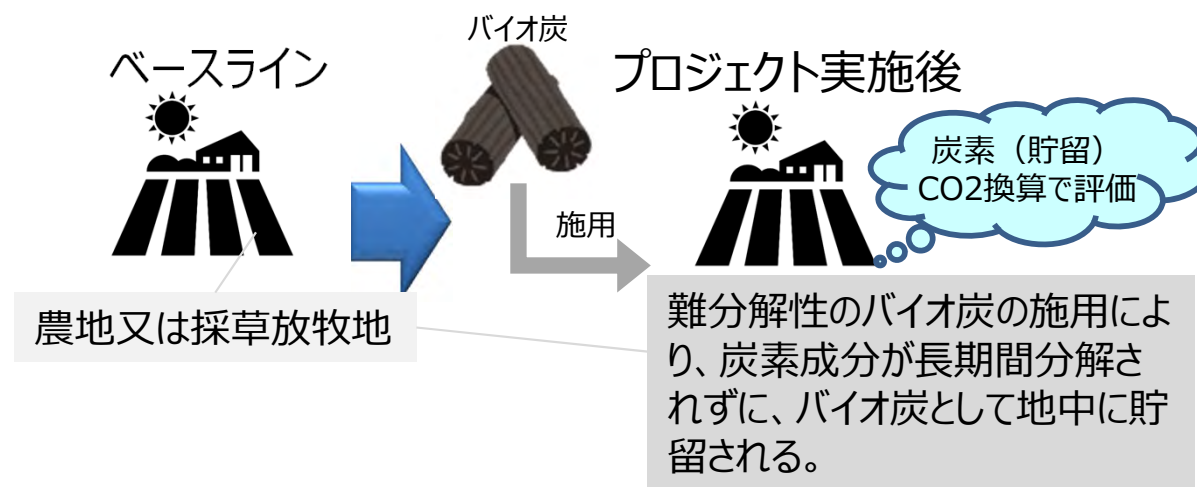 バイオ炭
ベースライン
プロジェクト実施後
炭素（貯留）
CO2換算で評価
施用
農地又は採草放牧地
難分解性のバイオ炭の施用によ
り、炭素成分が長期間分解さ
れずに、バイオ炭として地中に貯
留される。